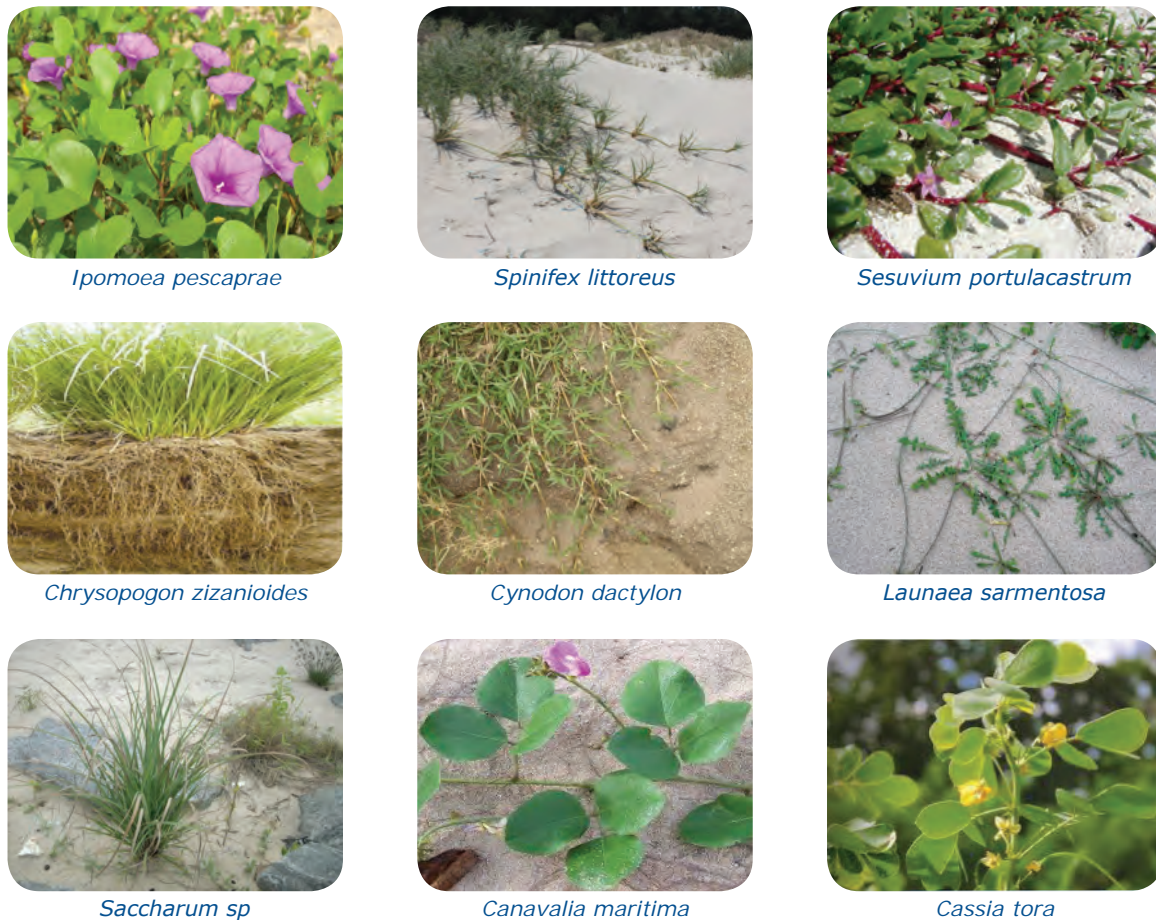 Ipomoea pescaprae
Spinifex littoreus
Sesuvium portulacastrum
Chrysopogon zizanioides
Cynodon dactylon
Launaea sarmentosa
Saccharum sp
Canavalia maritima
Cassia tora